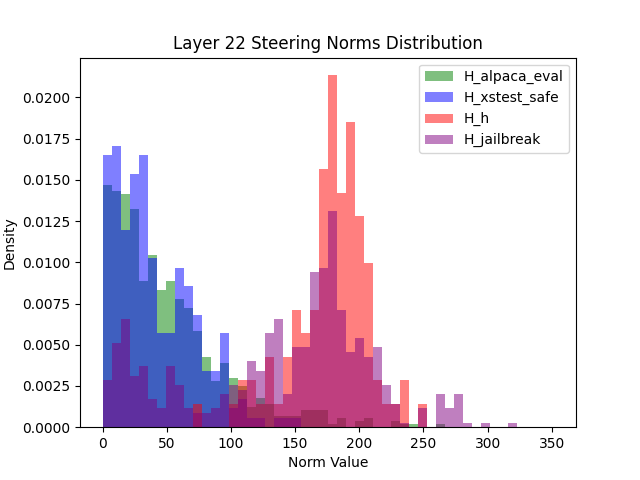 Layer 22 Steering Norms Distribution
H_alpaca_eval
H_xstest_safe
H_h
H_jailbreak
0.0200
0.0175
0.0150
0.0125
0.0100
0.0075
0.0050
0.0025
0.0000
Density
0 50 100 150 200 250 300 350
Norm Value